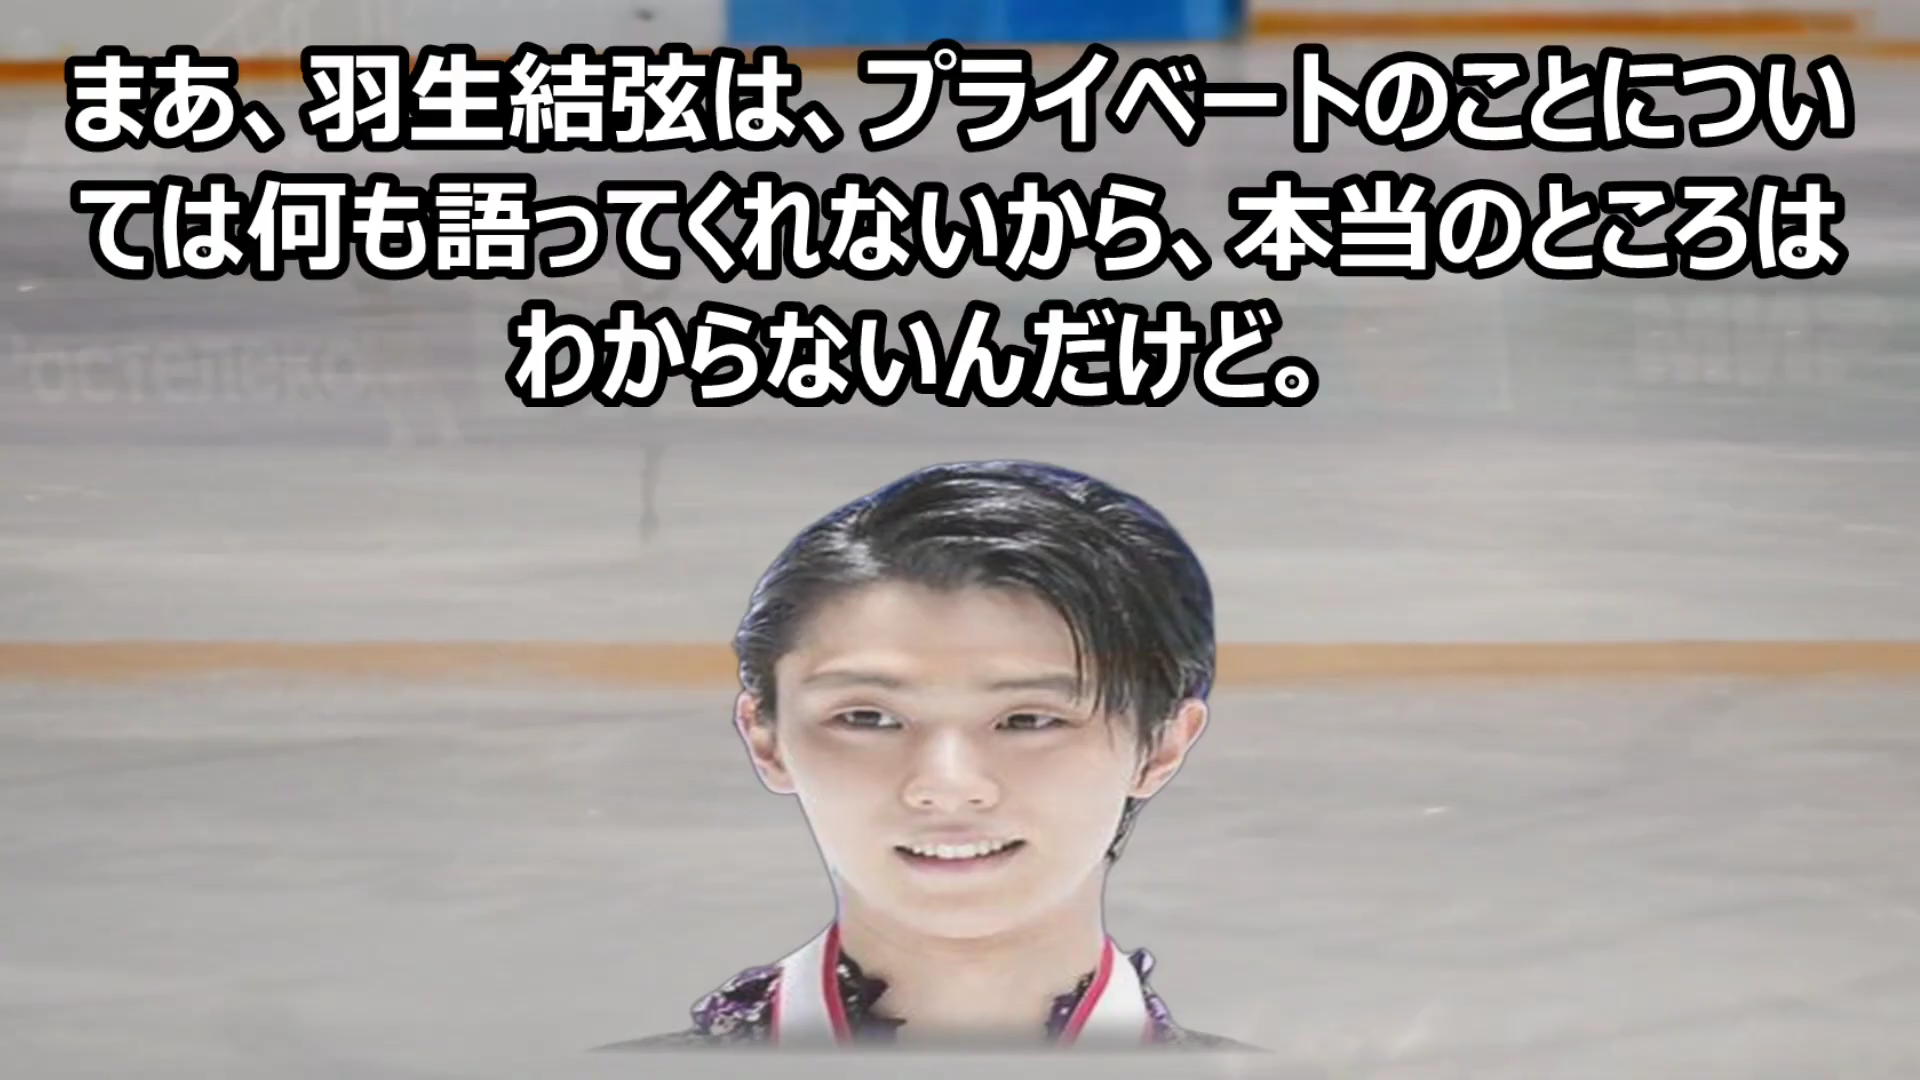 まあ、羽生結弦は、プライベートのことについ
ては何も語ってくれないから、本当のところは
わからないんだけど。